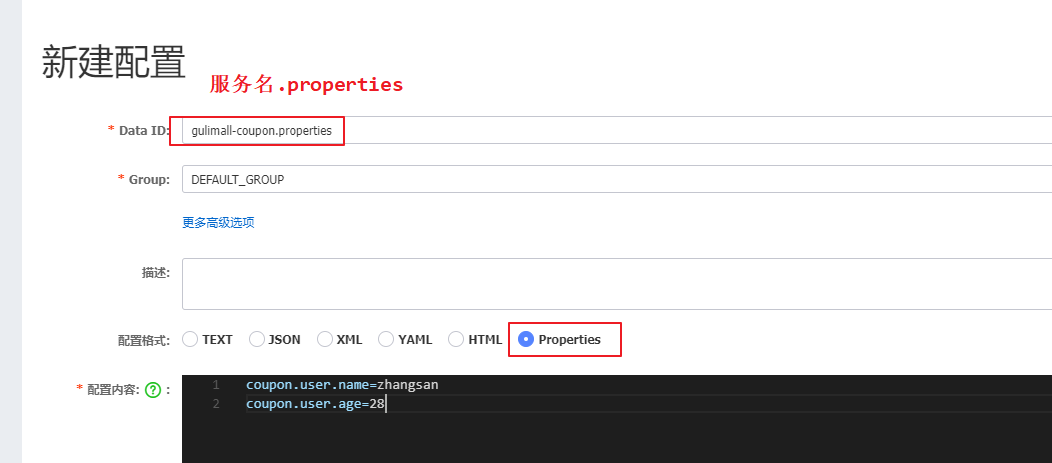 新建配置
服务名.properties
* Data ID: gulimall-coupon.properties
* Group: DEFAULT_GROUP
更多高级选项
描述:
配置格式: TEXT JSON XML YAML HTML Properties
* 配置内容: ? : 1 coupon.user.name=zhangsan
2 coupon.user.age=28